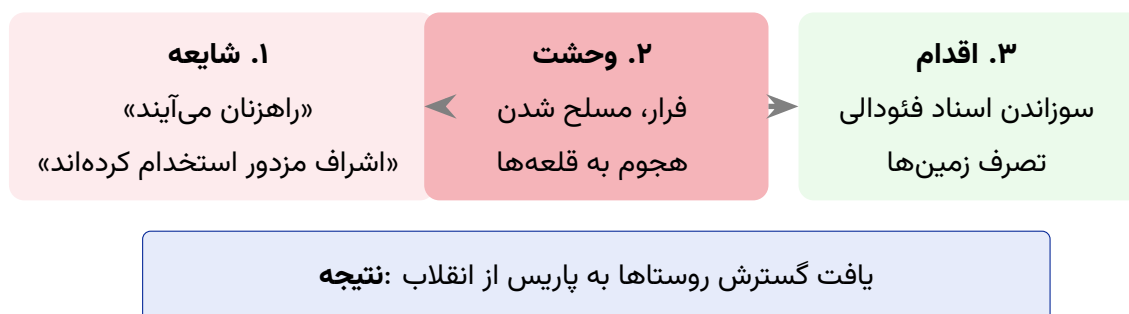 ۱. شایعه
«راهزنان می‌آیند»
«اشراف مزدور استخدام کرده‌اند»
۲. وحشت
فرار، مسلح شدن
هجوم به قلعه‌ها
۳. اقدام
سوزاندن اسناد فئودالی
تصرف زمین‌ها
یافت گسترش روستاها به پاریس از انقلاب :نتیجه